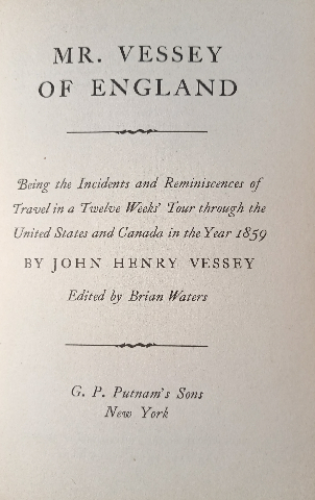 MR. VESSEY
OF ENGLAND
Being the Incidents and Reminiscences of
Travel in a Twelve Weeks' Tour through the
United States and Canada in the Year 1859
BY JOHN HENRY VESSEY
Edited by Brian Waters
G. P. Putnam's Sons
New York